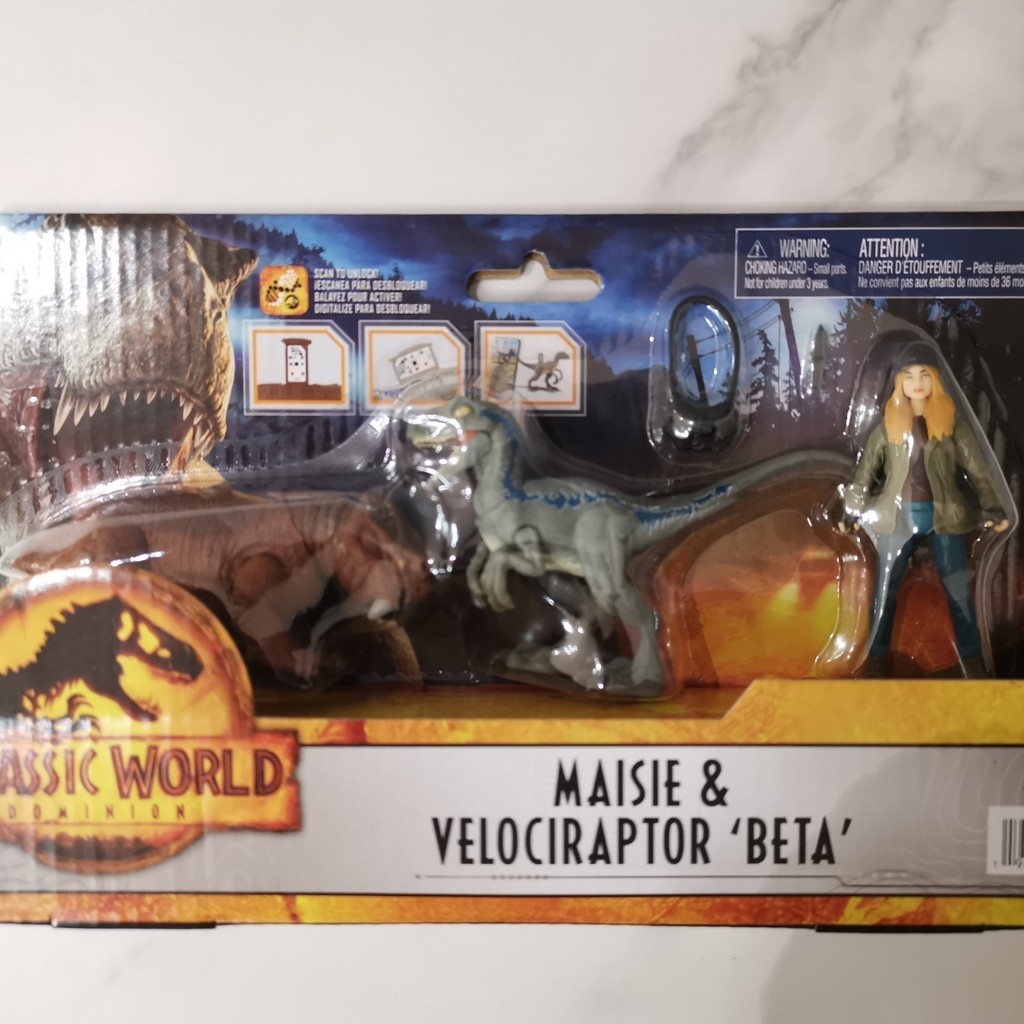 SCAN TO UNLOCK!
¡ESCANEA PARA DESBLOQUEAR!
BALAYEZ POUR ACTIVER!
DIGITALIZE PARA DESBLOQUEAR!
WARNING:
CHOKING HAZARD – Small parts.
Not for children under 3 years.
ATTENTION :
DANGER D'ÉTOUFFEMENT – Petits éléments
Ne convient pas aux enfants de moins de 36 mo
ASSIC WORLD
DOMINION
MAISIE &
VELOCIRAPTOR ‘BETA’